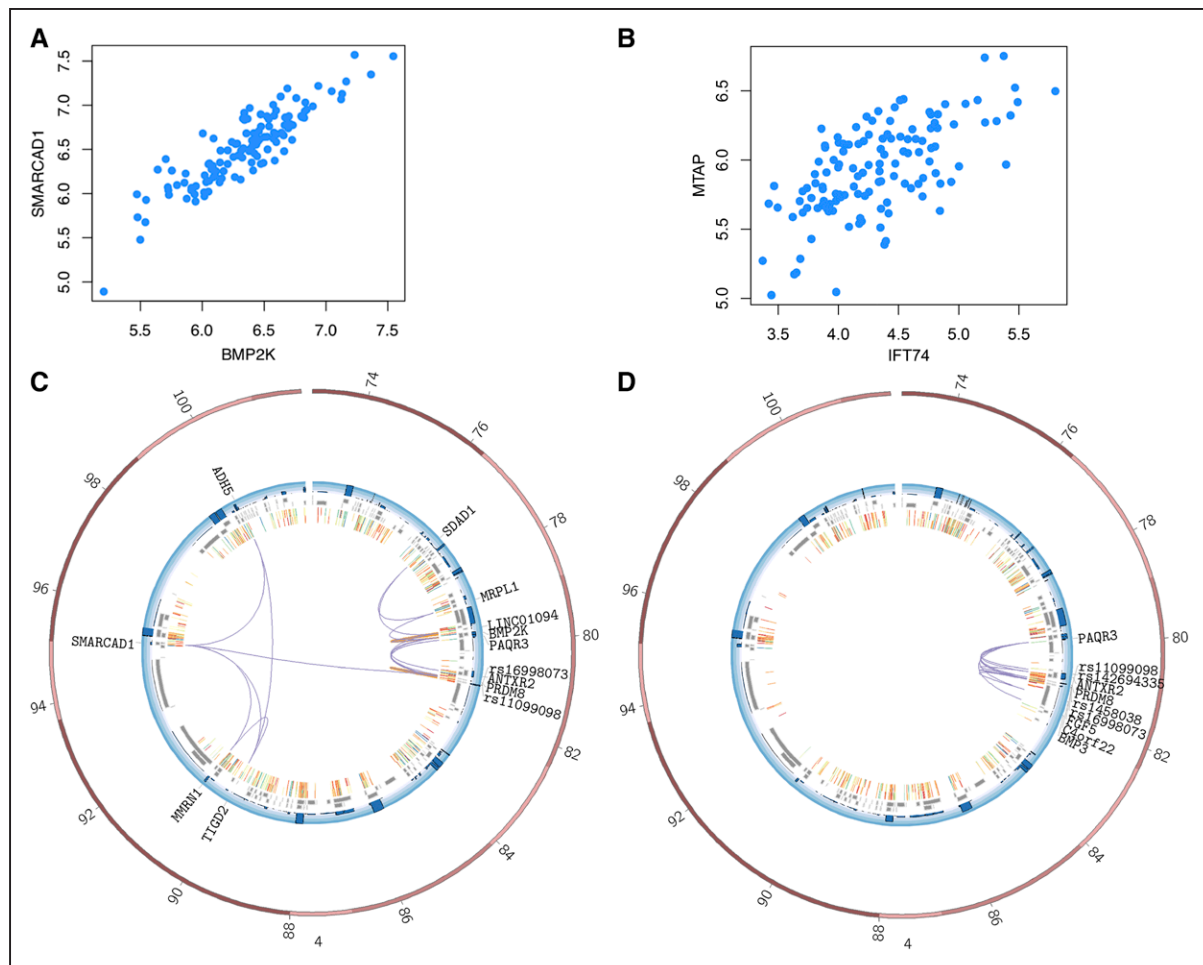 A
SMARCAD1
5.0 5.5 6.0 6.5 7.0 7.5
5.5 6.0 6.5 7.0 7.5
BMP2K
B
MTAP
5.0 5.5 6.0 6.5
3.5 4.0 4.5 5.0 5.5
IFT74
C
74
76
78
80
82
84
86
88
90
92
94
96
98
100
4
ADH5
SDAD1
MRPL1
LINC01094
BMP2K
PAQR3
rs16998073
ANTXR2
PRDM8
rs11099098
SMARCAD1
MMRN1
TIGD2
D
74
76
78
80
82
84
86
88
90
92
94
96
98
100
4
PAQR3
rs11099098
rs142694335
ANTXR2
PRDM8
rs1458038
rs16998073
FGF5
C4orf22
BMP3